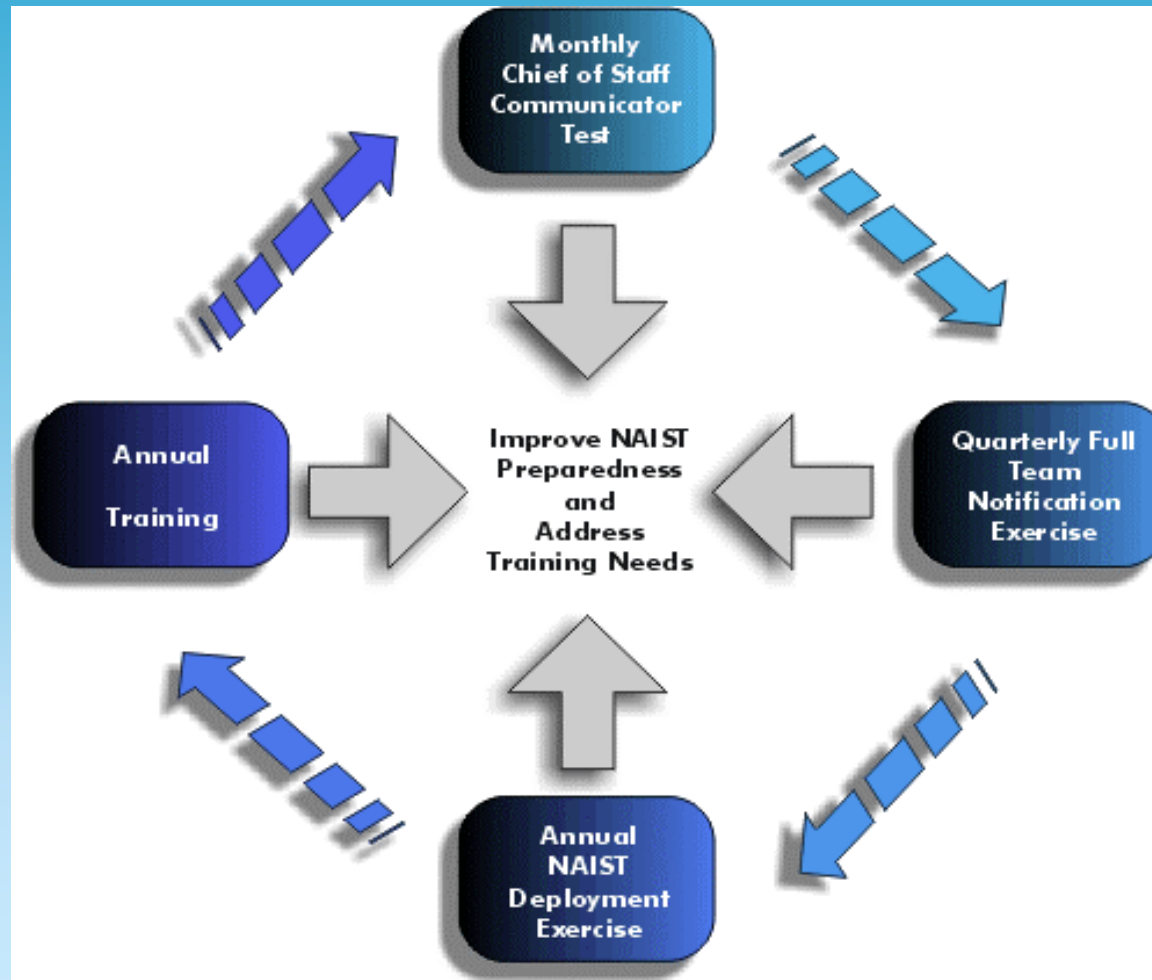 Monthly
Chief of Staff
Communicator
Test
Annual
Training
Improve NAIST
Preparedness
and
Address
Training Needs
Quarterly Full
Team
Notification
Exercise
Annual
NAIST
Deployment
Exercise